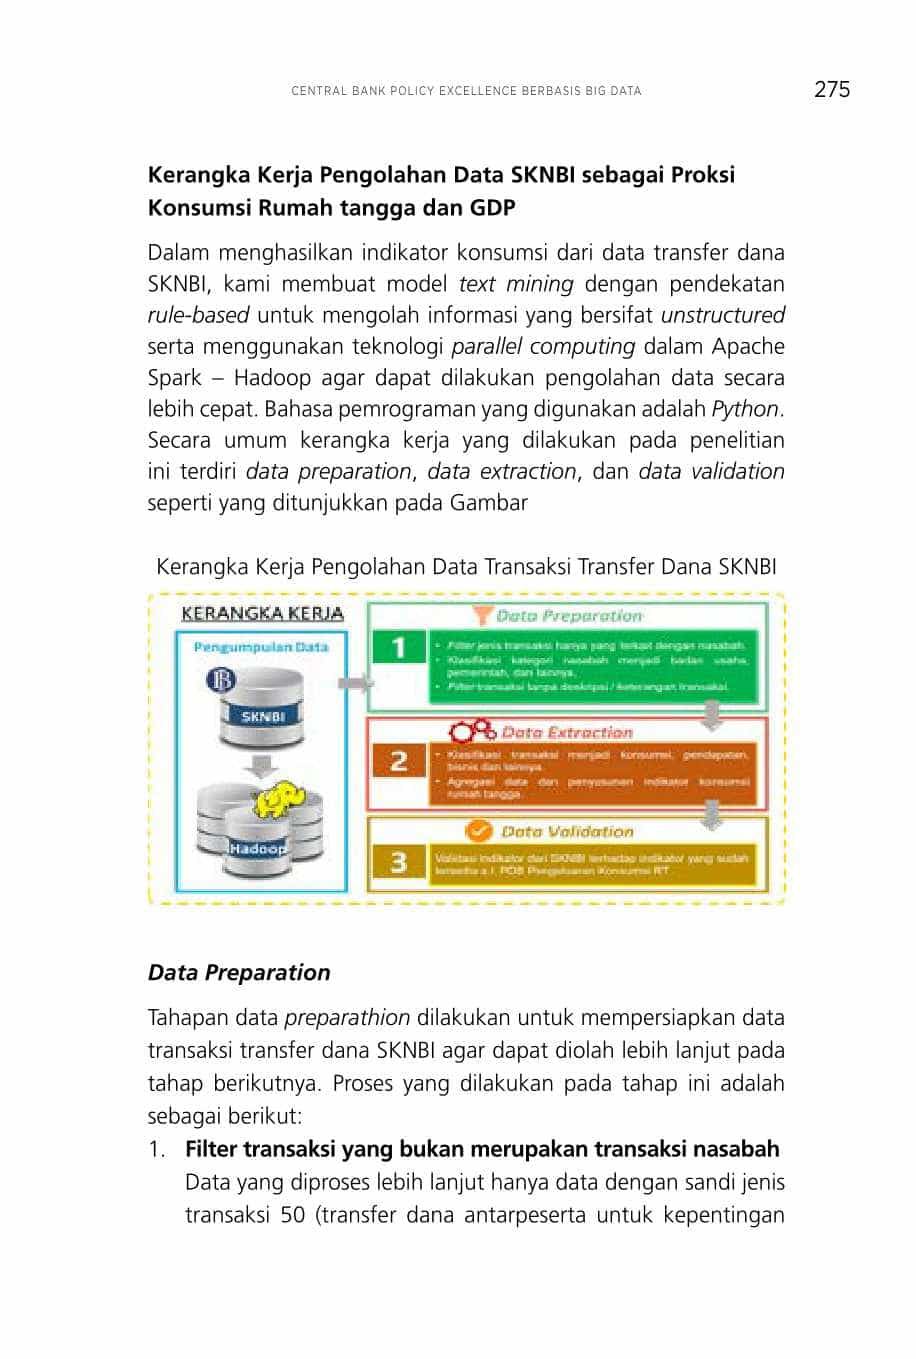 CENTRAL BANK POLICY EXCELLENCE BERBASIS BIG DATA 275
Kerangka Kerja Pengolahan Data SKNBI sebagai Proksi
Konsumsi Rumah tangga dan GDP
Dalam menghasilkan indikator konsumsi dari data transfer dana
SKNBI, kami membuat model text mining dengan pendekatan
rule-based untuk mengolah informasi yang bersifat unstructured
serta menggunakan teknologi parallel computing dalam Apache
Spark – Hadoop agar dapat dilakukan pengolahan data secara
lebih cepat. Bahasa pemrograman yang digunakan adalah Python.
Secara umum kerangka kerja yang dilakukan pada penelitian
ini terdiri data preparation, data extraction, dan data validation
seperti yang ditunjukkan pada Gambar
Kerangka Kerja Pengolahan Data Transaksi Transfer Dana SKNBI
KERANGKA KERJA
Pengumpulan Data
SKNBI
Hadoop
Data Preparation
1
• Filter jenis transaksi hanya yang terkait dengan nasabah.
• Klasifikasi kategori nasabah menjadi badan usaha,
pemerintah, dan lainnya.
• Filter transaksi tanpa deskripsi / keterangan transaksi.
Data Extraction
2
• Klasifikasi transaksi menjadi konsumsi, pendapatan,
bisnis dan lainnya.
• Agregasi data dan penyusunan indikator konsumsi
rumah tangga.
Data Validation
3
Validasi indikator dari SKNBI terhadap indikator yang sudah
tersedia a.l. PDB Pengeluaran Konsumsi RT
Data Preparation
Tahapan data preparathion dilakukan untuk mempersiapkan data
transaksi transfer dana SKNBI agar dapat diolah lebih lanjut pada
tahap berikutnya. Proses yang dilakukan pada tahap ini adalah
sebagai berikut:
1. Filter transaksi yang bukan merupakan transaksi nasabah
Data yang diproses lebih lanjut hanya data dengan sandi jenis
transaksi 50 (transfer dana antarpeserta untuk kepentingan